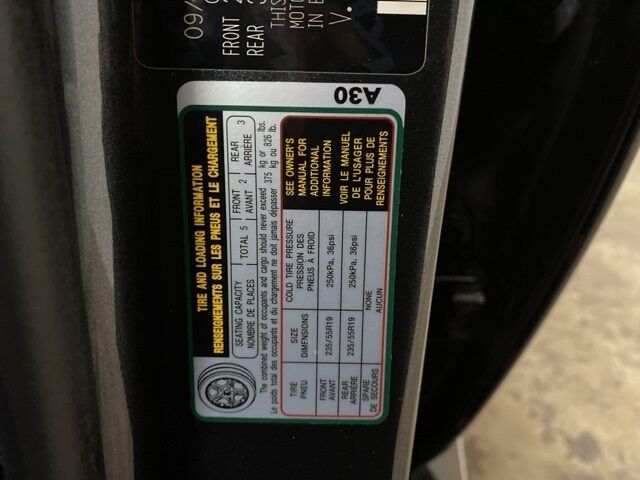 09/
FRONT
REAR
THIS
MOTO
IN E
V.
A30
TIRE AND LOADING INFORMATION
RENSEIGNEMENTS SUR LES PNEUS ET LE CHARGEMENT
SEATING CAPACITY TOTAL 5 FRONT 2 REAR 3
NOMBRE DE PLACES AVANT ARRIÈRE
The combined weight of occupants and cargo should never exceed 375 kg or 826 lbs.
Le poids total des occupants et du chargement ne doit jamais dépasser 375 kg ou 826 lb.
TIRE SIZE COLD TIRE PRESSURE
PNEU DIMENSIONS PRESSION DES PNEUS À FROID
FRONT 235/55R19 250kPa, 36psi
AVANT
REAR 235/55R19 250kPa, 36psi
ARRIÈRE
SPARE NONE
DE SECOURS AUCUN
SEE OWNER'S
MANUAL FOR
ADDITIONAL
INFORMATION
VOIR LE MANUEL
DE L'USAGER
POUR PLUS DE
RENSEIGNEMENTS